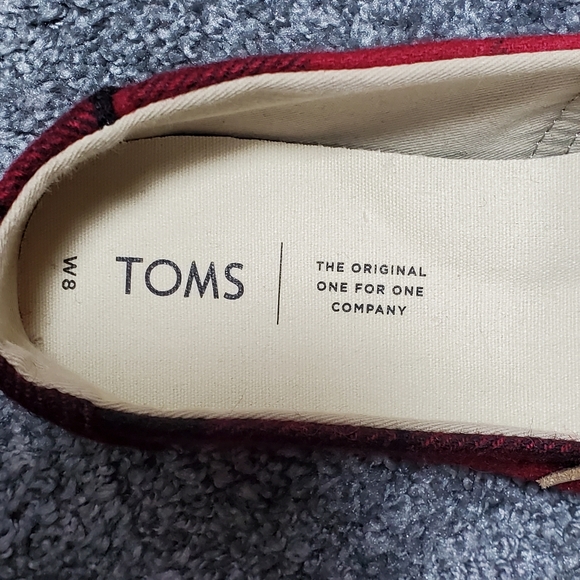 W8
TOMS
THE ORIGINAL
ONE FOR ONE
COMPANY